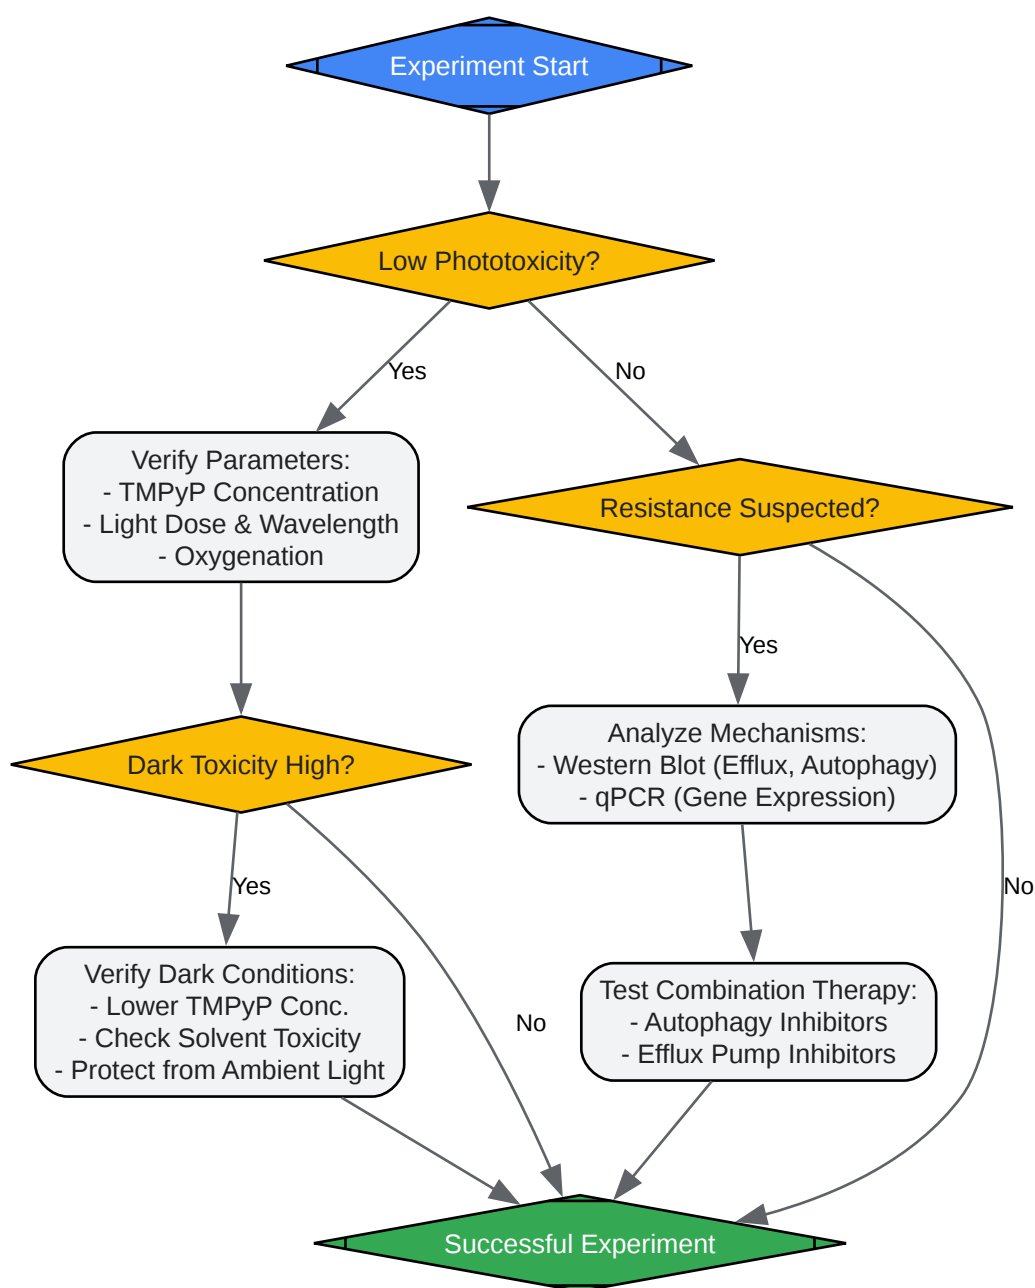 Experiment Start
Low Phototoxicity?
Yes
No
Verify Parameters:
- TMPyP Concentration
- Light Dose & Wavelength
- Oxygenation
Resistance Suspected?
Yes
Analyze Mechanisms:
- Western Blot (Efflux, Autophagy)
- qPCR (Gene Expression)
Dark Toxicity High?
Yes
No
Verify Dark Conditions:
- Lower TMPyP Conc.
- Check Solvent Toxicity
- Protect from Ambient Light
No
Test Combination Therapy:
- Autophagy Inhibitors
- Efflux Pump Inhibitors
Successful Experiment